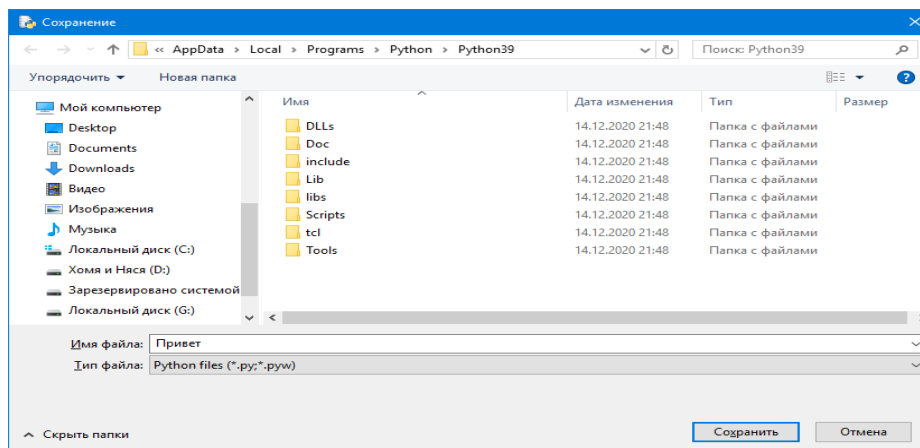 Сохранение
« AppData > Local > Programs > Python > Python39
Поиск: Python39
Упорядочить Новая папка
Мой компьютер
Desktop
Documents
Downloads
Видео
Изображения
Музыка
Локальный диск (C:)
Хомя и Няся (D:)
Зарезервировано системой
Локальный диск (G:)
Имя Дата изменения Тип Размер
DLLs 14.12.2020 21:48 Папка с файлами
Doc 14.12.2020 21:48 Папка с файлами
include 14.12.2020 21:48 Папка с файлами
Lib 14.12.2020 21:48 Папка с файлами
libs 14.12.2020 21:48 Папка с файлами
Scripts 14.12.2020 21:48 Папка с файлами
tcl 14.12.2020 21:48 Папка с файлами
Tools 14.12.2020 21:48 Папка с файлами
Имя файла: Привет
Тип файла: Python files (*.py;*.pyw)
Скрыть папки Сохранить Отмена